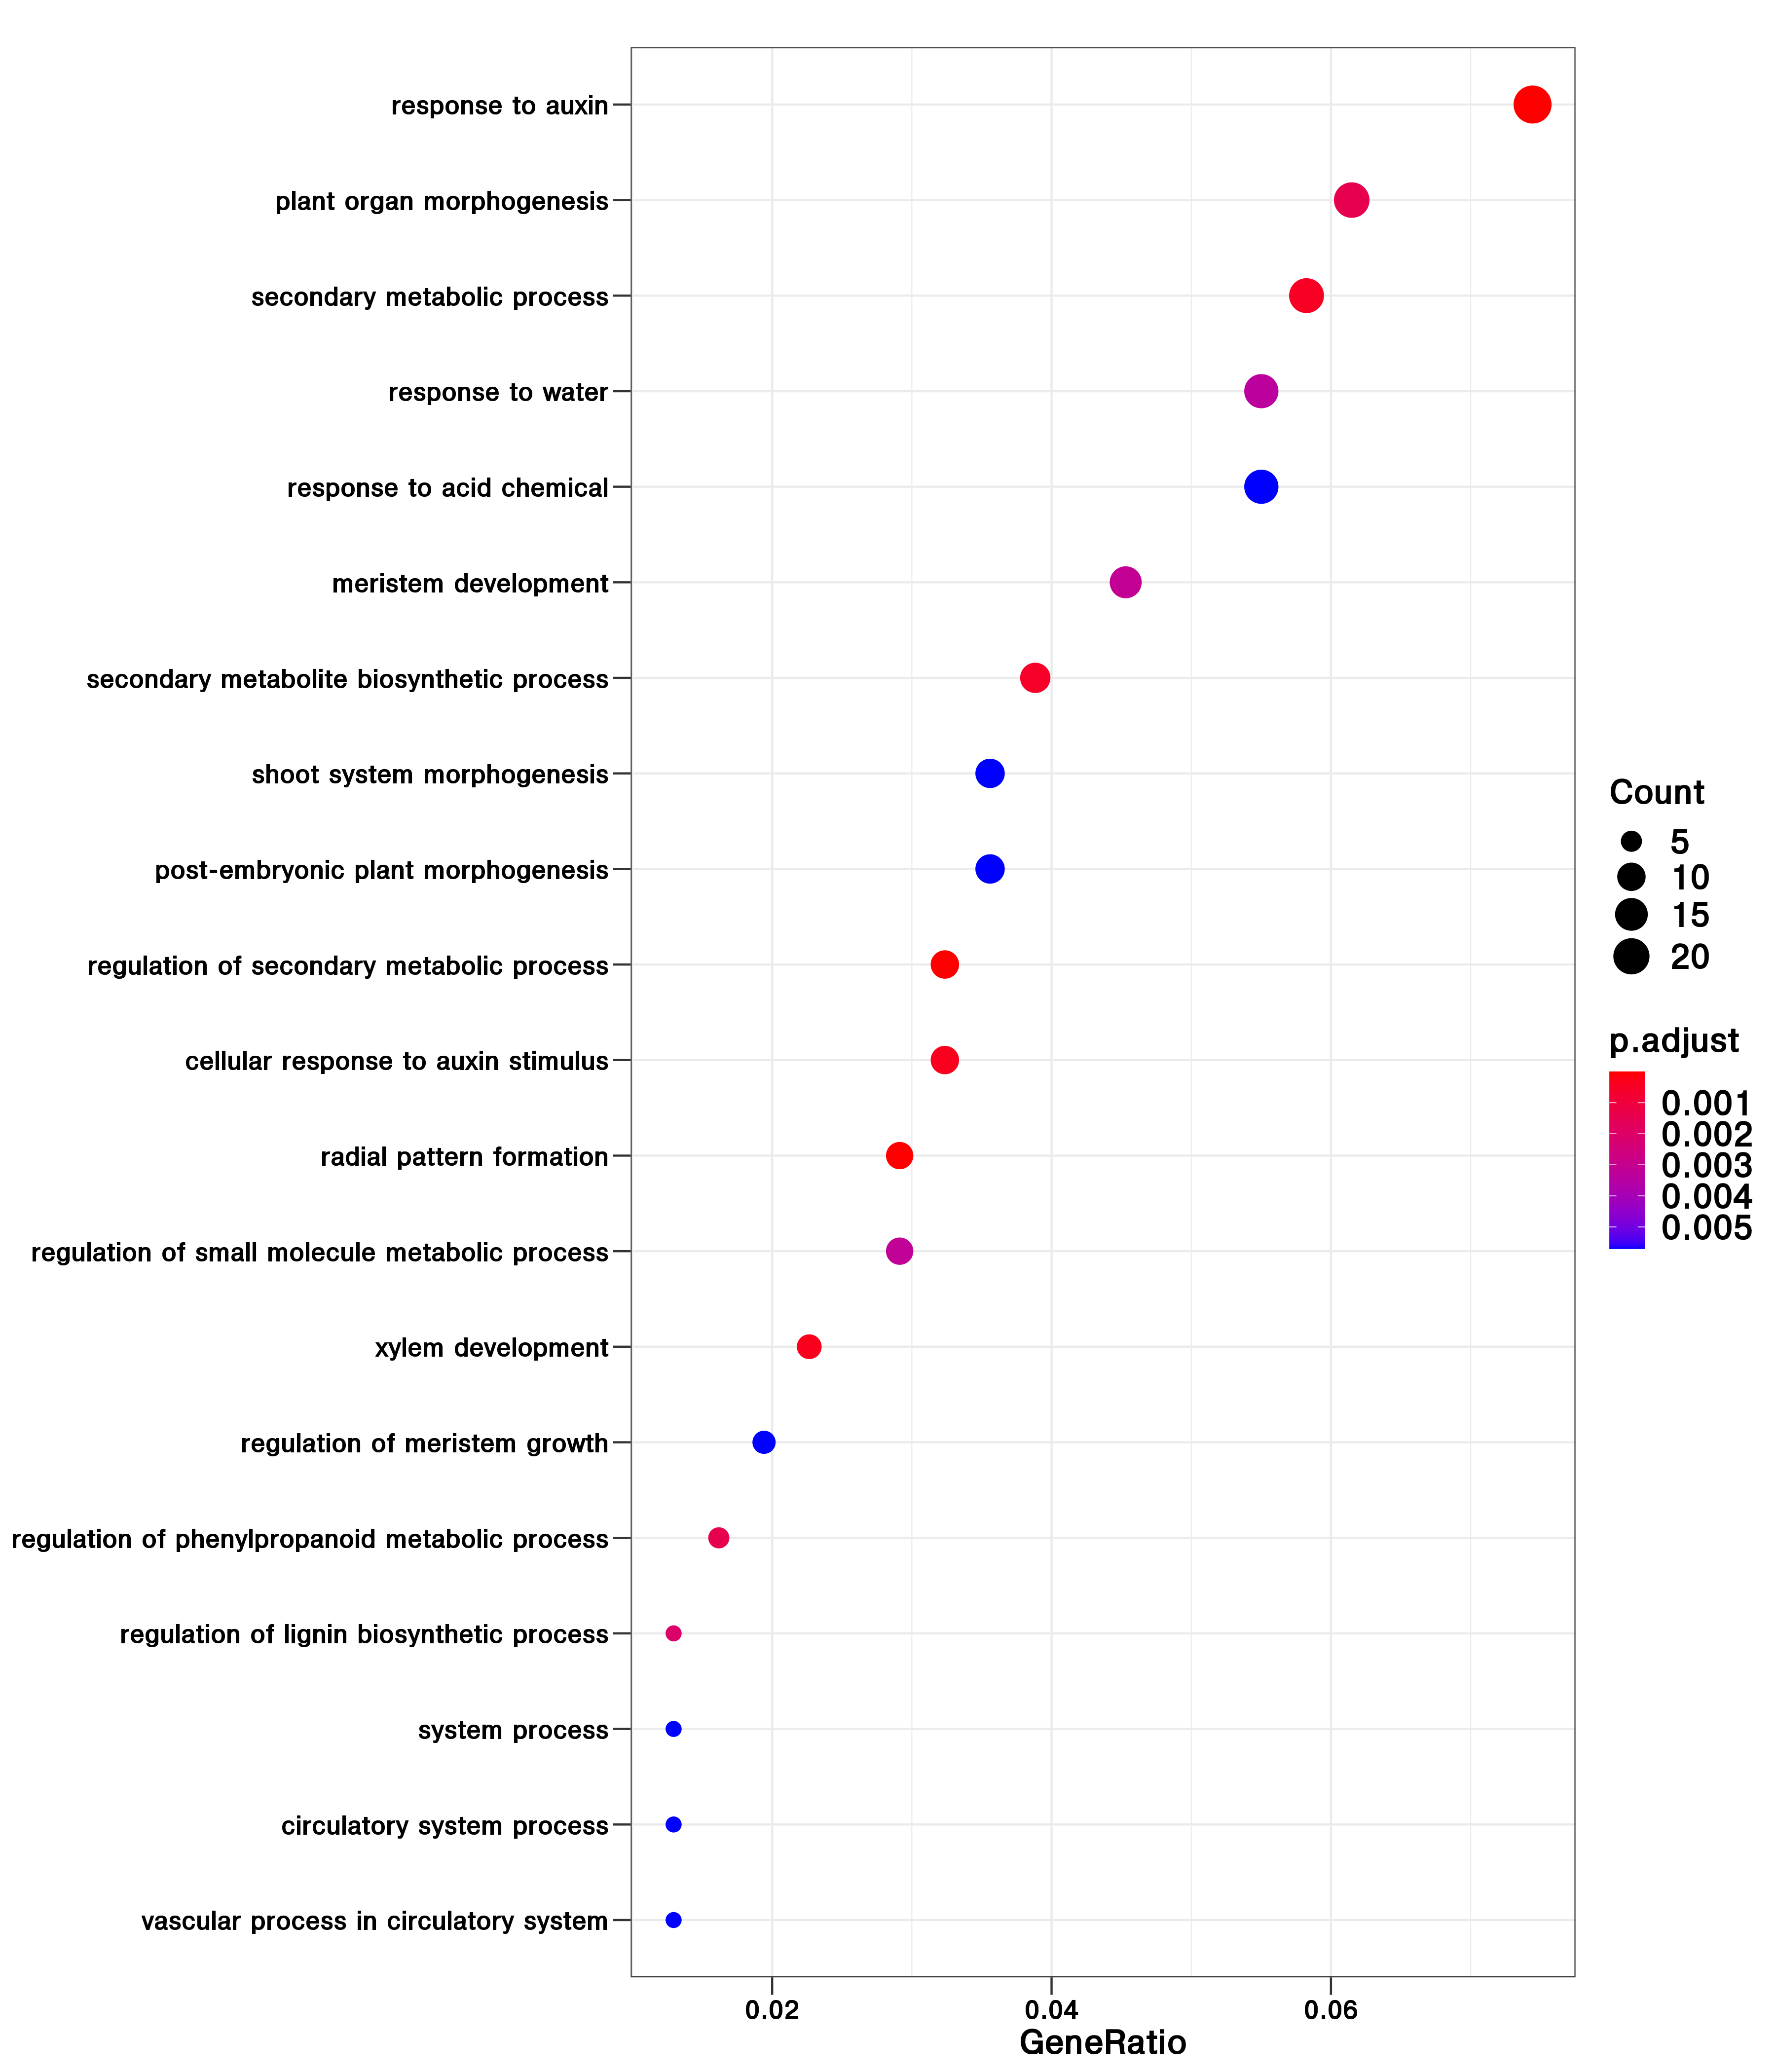 response to auxin
plant organ morphogenesis
secondary metabolic process
response to water
response to acid chemical
meristem development
secondary metabolite biosynthetic process
shoot system morphogenesis
post-embryonic plant morphogenesis
regulation of secondary metabolic process
cellular response to auxin stimulus
radial pattern formation
regulation of small molecule metabolic process
xylem development
regulation of meristem growth
regulation of phenylpropanoid metabolic process
regulation of lignin biosynthetic process
system process
circulatory system process
vascular process in circulatory system
0.02 0.04 0.06
GeneRatio
Count
5
10
15
20
p.adjust
0.001
0.002
0.003
0.004
0.005